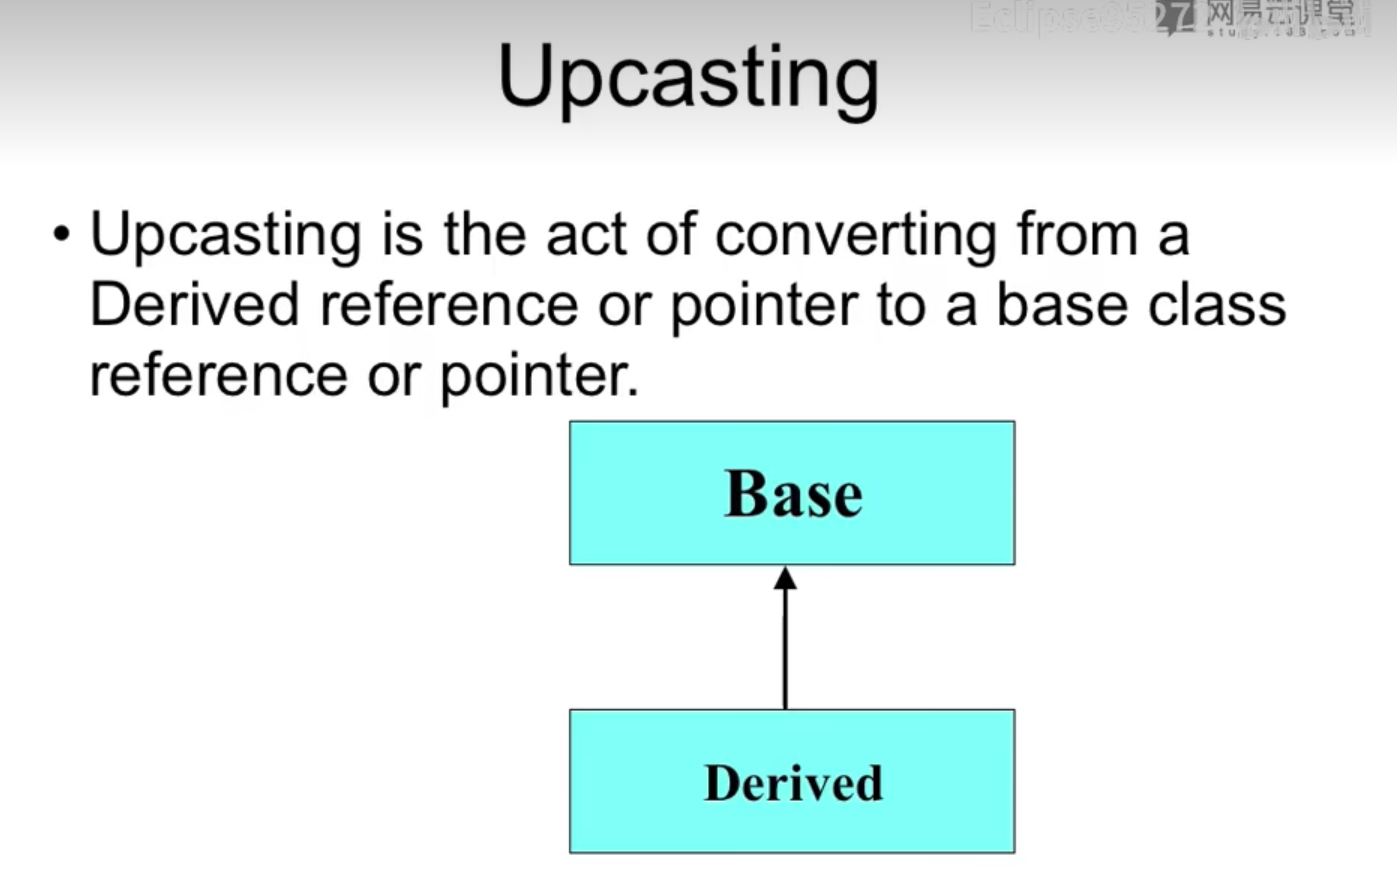 网易云课堂
Upcasting
• Upcasting is the act of converting from a
Derived reference or pointer to a base class
reference or pointer.
Base
Derived